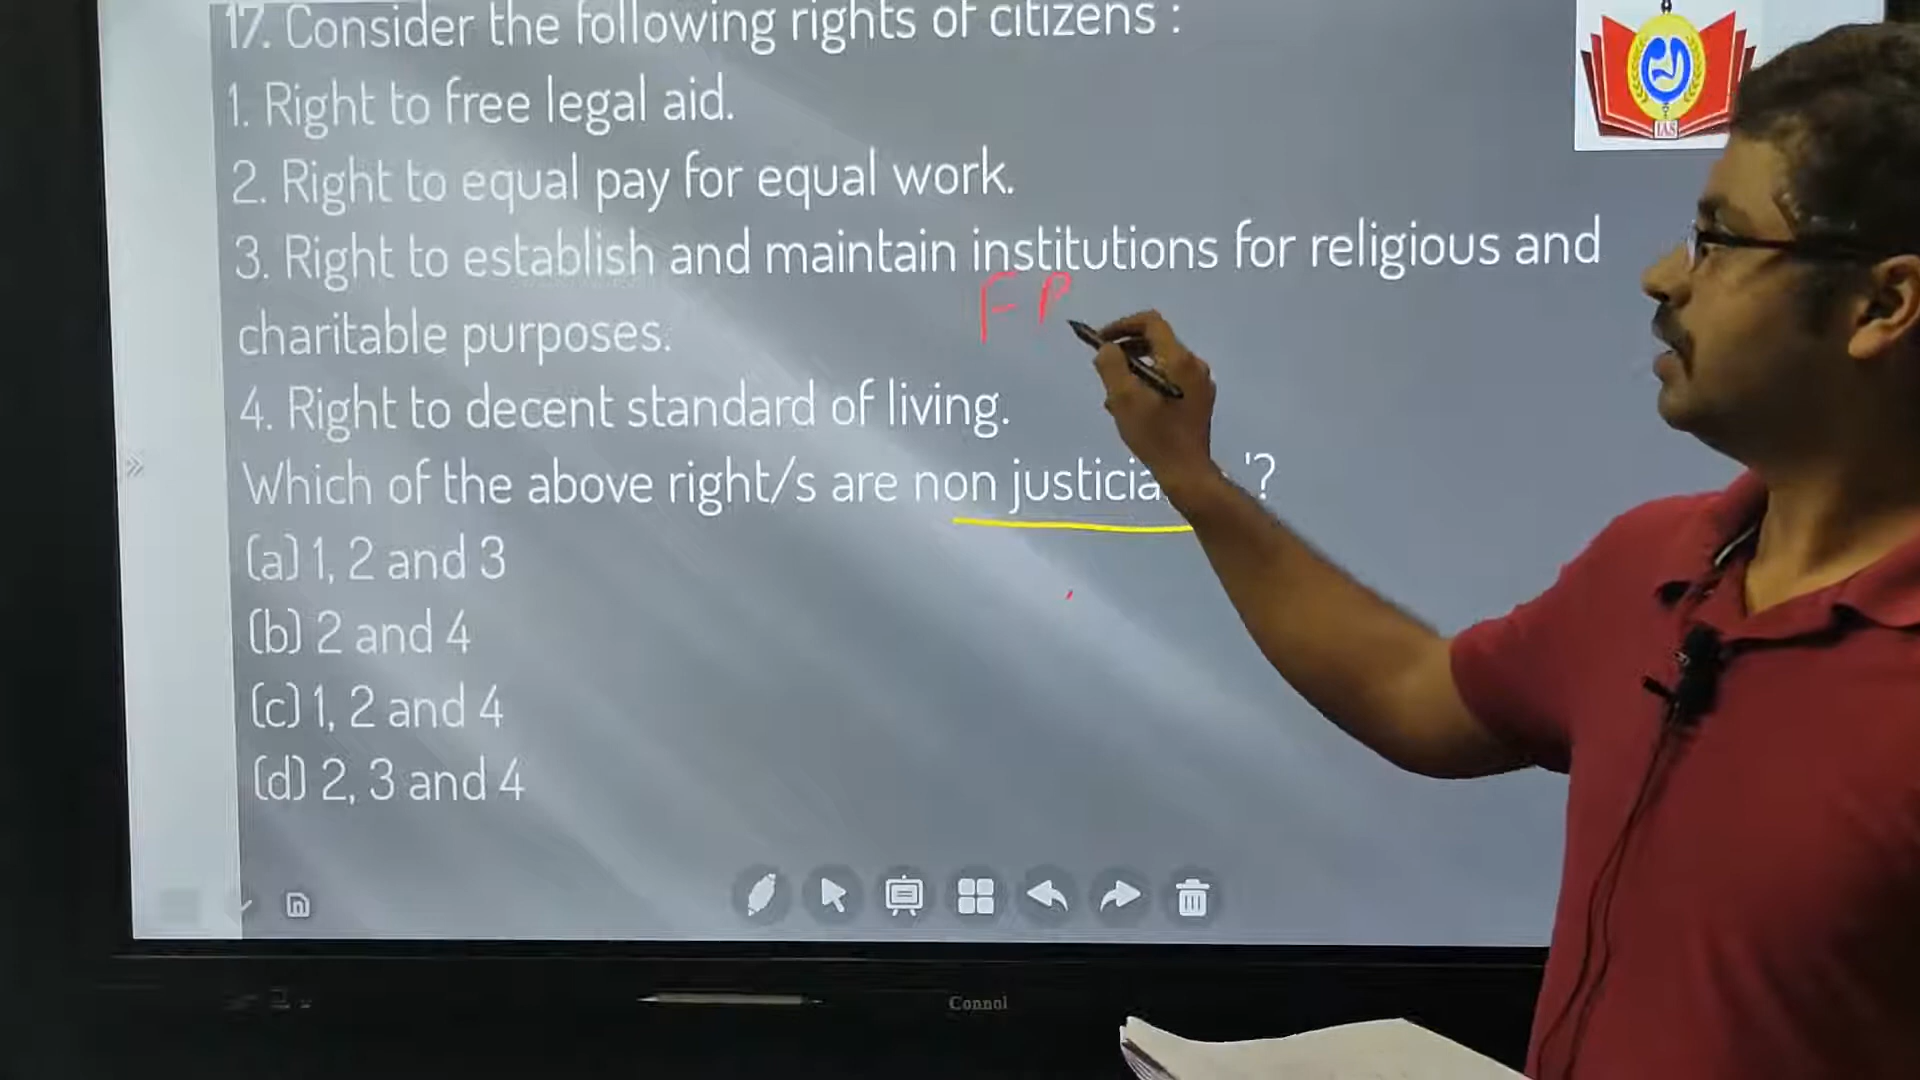 17. Consider the following rights of citizens :
1. Right to free legal aid.
2. Right to equal pay for equal work.
3. Right to establish and maintain institutions for religious and
charitable purposes.
F R
4. Right to decent standard of living.
Which of the above right/s are non justicia '?
(a) 1, 2 and 3
(b) 2 and 4
(c) 1, 2 and 4
(d) 2, 3 and 4
IAS
Connol